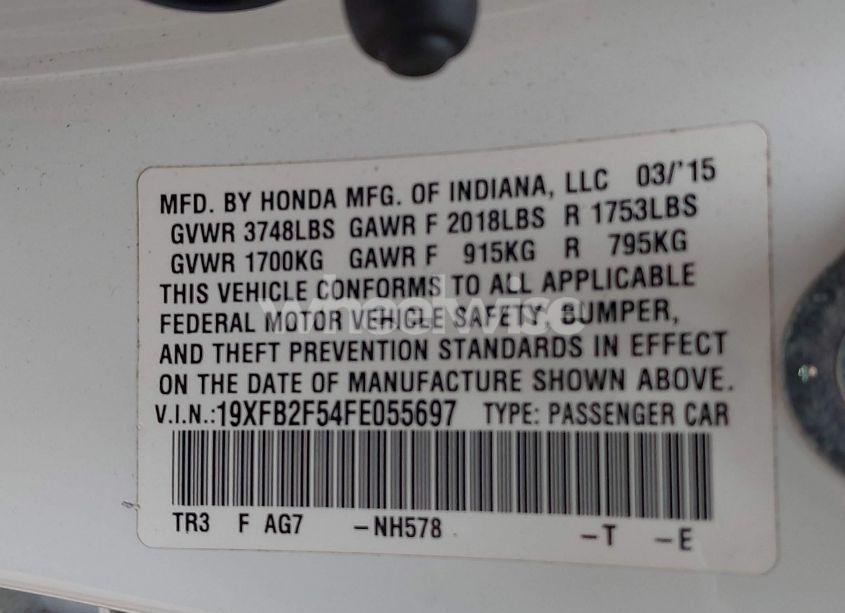 MFD. BY HONDA MFG. OF INDIANA, LLC 03/'15
GVWR 3748LBS GAWR F 2018LBS R 1753LBS
GVWR 1700KG GAWR F 915KG R 795KG
THIS VEHICLE CONFORMS TO ALL APPLICABLE
FEDERAL MOTOR VEHICLE SAFETY, BUMPER,
AND THEFT PREVENTION STANDARDS IN EFFECT
ON THE DATE OF MANUFACTURE SHOWN ABOVE.
V.I.N.:19XFB2F54FE055697 TYPE: PASSENGER CAR
TR3 F AG7 -NH578 -T -E
wheelwise